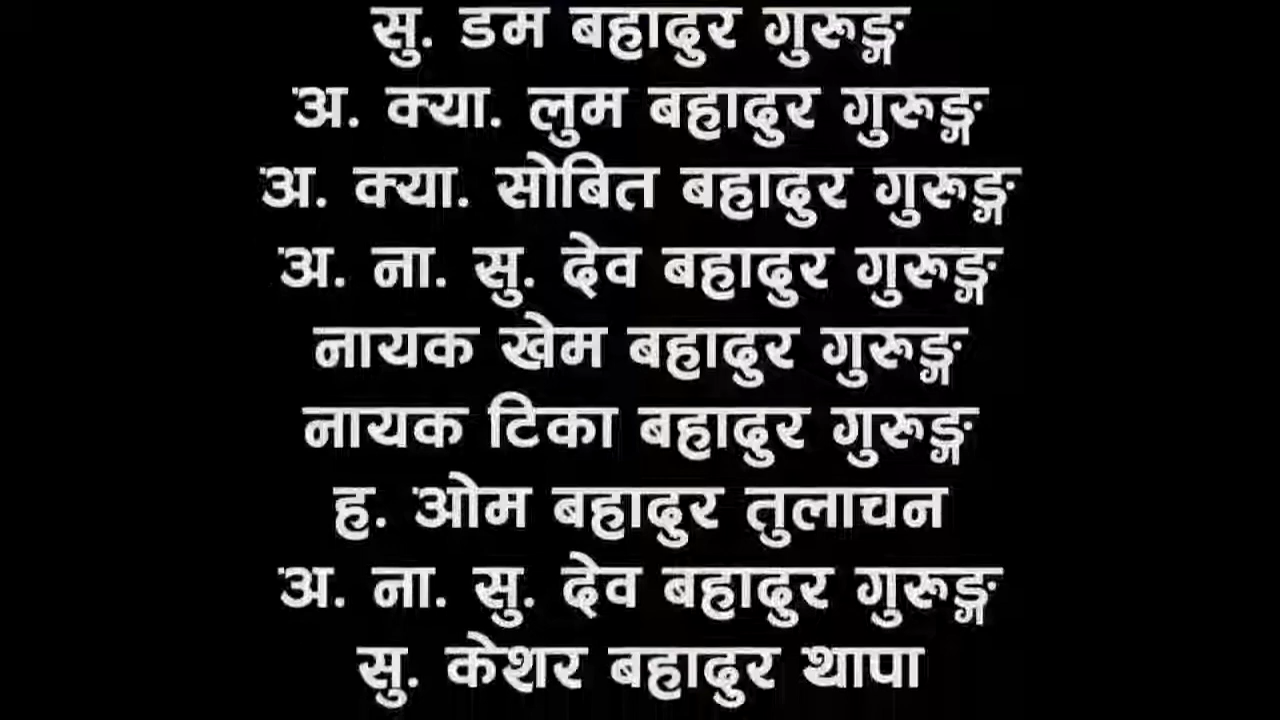 सु. डम बहादुर गुरूङ्ग
अ. क्या. लुम बहादुर गुरूङ्ग
अ. क्या. सोबित बहादुर गुरूङ्ग
अ. ना. सु. देव बहादुर गुरूङ्ग
नायक खेम बहादुर गुरूङ्ग
नायक टिका बहादुर गुरूङ्ग
ह. ओम बहादुर तुलाचन
अ. ना. सु. देव बहादुर गुरूङ्ग
सु. केशर बहादुर थापा